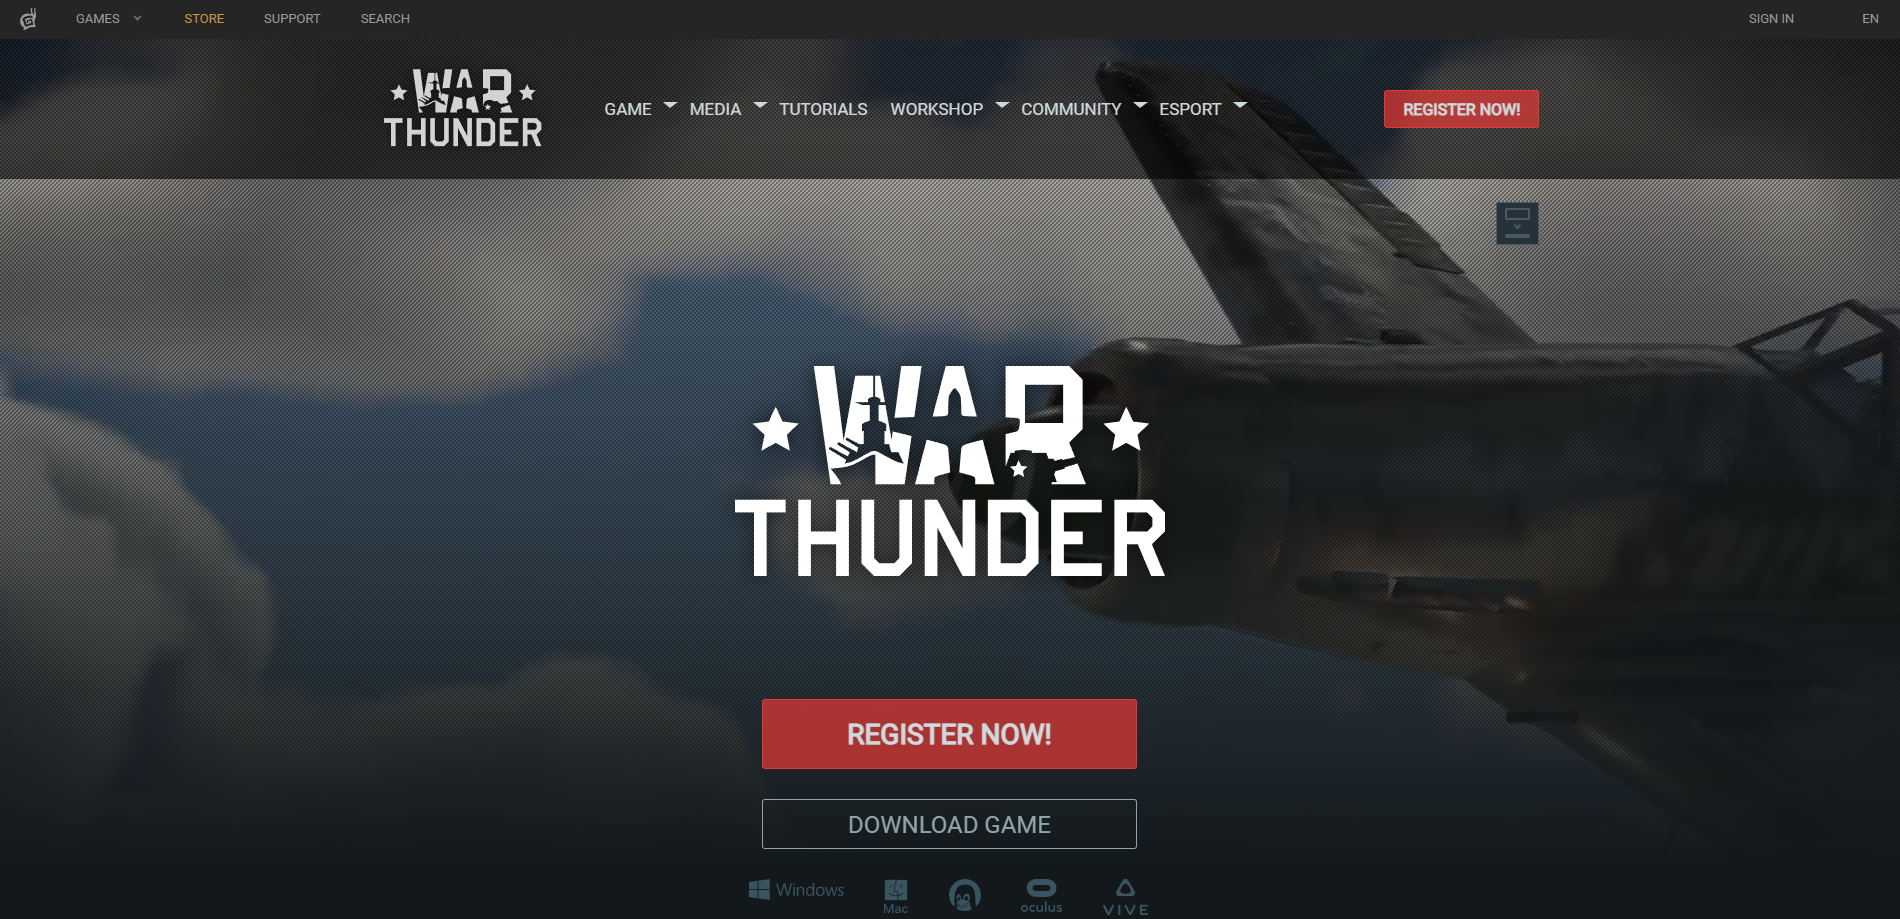 GAMES STORE SUPPORT SEARCH SIGN IN EN
WAR
THUNDER
GAME MEDIA TUTORIALS WORKSHOP COMMUNITY ESPORT REGISTER NOW!
WAR
THUNDER
REGISTER NOW!
DOWNLOAD GAME
Windows Mac oculus VIVE